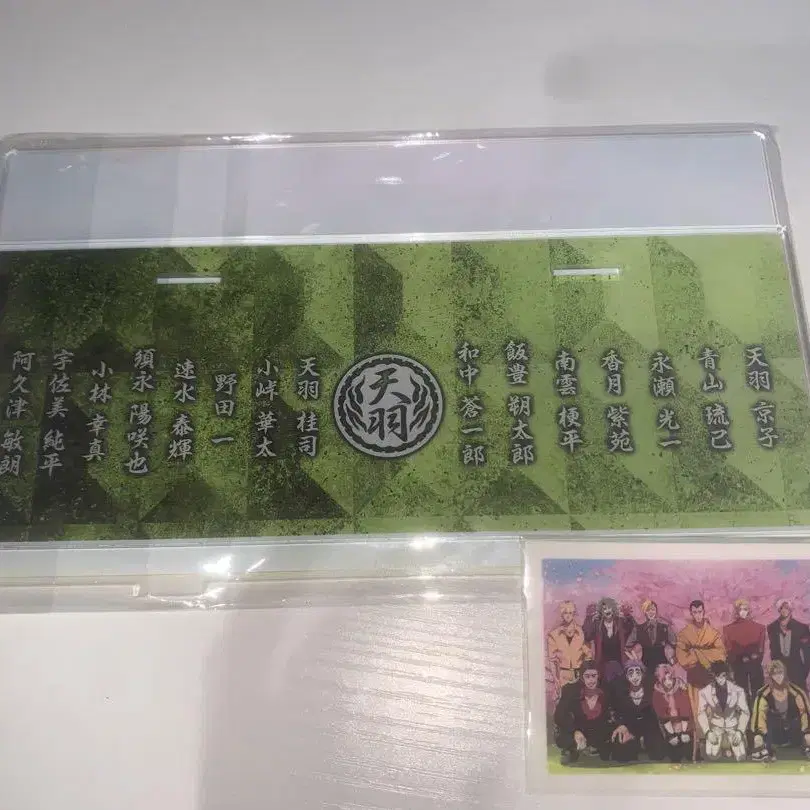 天羽 京子
青山 琉己
永瀬 光一
香月 紫苑
南雲 梗平
飯豊 朔太郎
和中 蒼一郎
天羽
天羽 桂司
小峠 華太
野田 一
速水 泰輝
須永 陽咲也
小林 幸真
宇佐美 純平
阿久津 敏朗